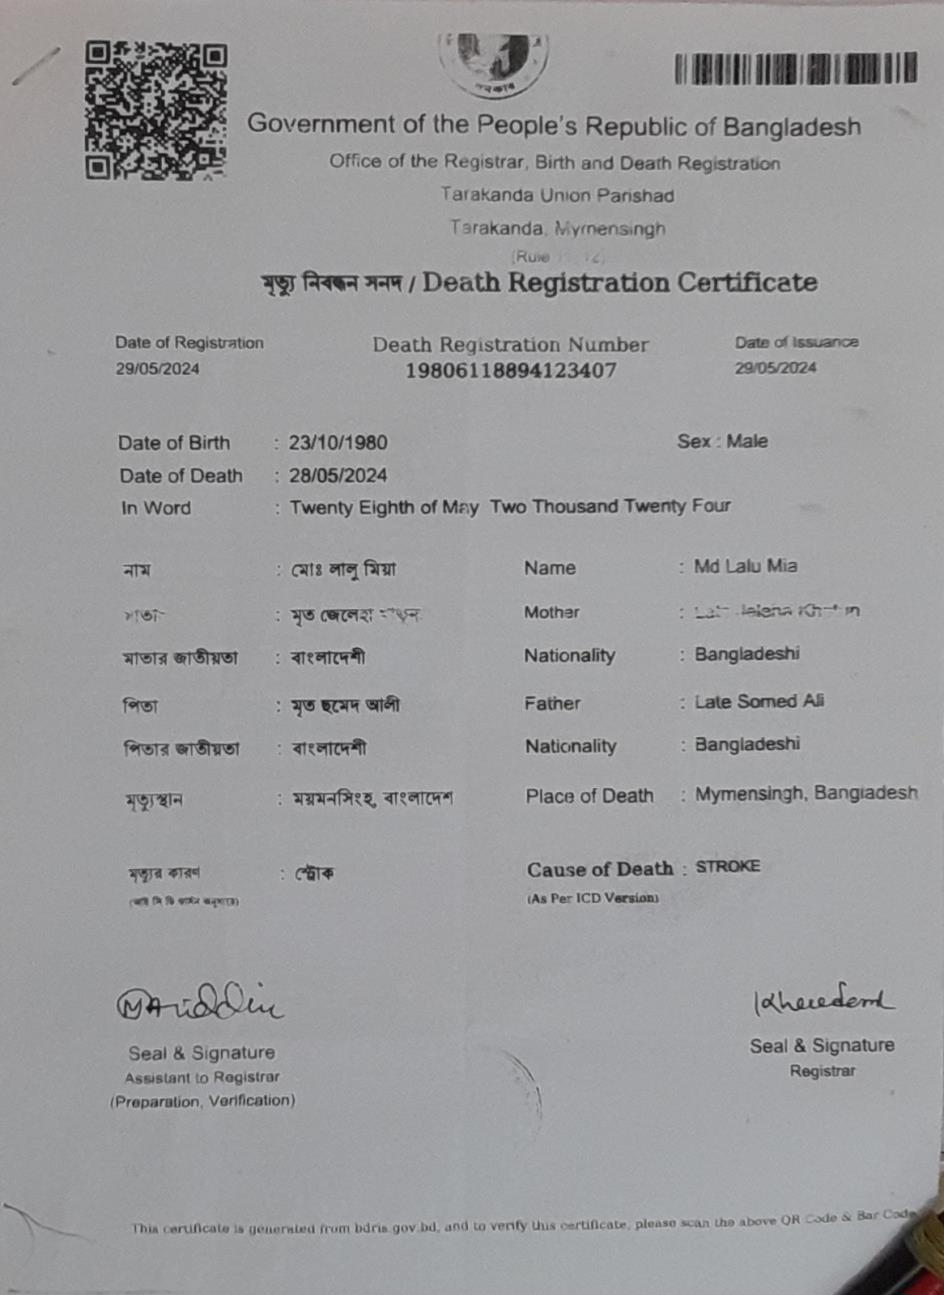 Government of the People's Republic of Bangladesh
Office of the Registrar, Birth and Death Registration
Tarakanda Union Parishad
Tarakanda, Mymensingh
(Rule
মৃত্যু নিবন্ধন সনদ / Death Registration Certificate
Date of Registration Death Registration Number Date of Issuance
29/05/2024 19806118894123407 29/05/2024
Date of Birth : 23/10/1980 Sex : Male
Date of Death : 28/05/2024
In Word : Twenty Eighth of May Two Thousand Twenty Four
নাম : মোঃ লালু মিয়া Name : Md Lalu Mia
মাতা : মৃত জেলেহা Mother : Late Jelena
মাতার জাতীয়তা : বাংলাদেশী Nationality : Bangladeshi
পিতা : মৃত ছমেদ আলী Father : Late Somed Ali
পিতার জাতীয়তা : বাংলাদেশী Nationality : Bangladeshi
মৃত্যুস্থান : ময়মনসিংহ, বাংলাদেশ Place of Death : Mymensingh, Bangladesh
মৃত্যুর কারণ : স্ট্রোক Cause of Death : STROKE
(আই সি ডি ভার্সন অনুসারে) (As Per ICD Version)
Seal & Signature Seal & Signature
Assistant to Registrar Registrar
(Preparation, Verification)
This certificate is generated from bdris.gov.bd, and to verify this certificate, please scan the above QR Code & Bar Code